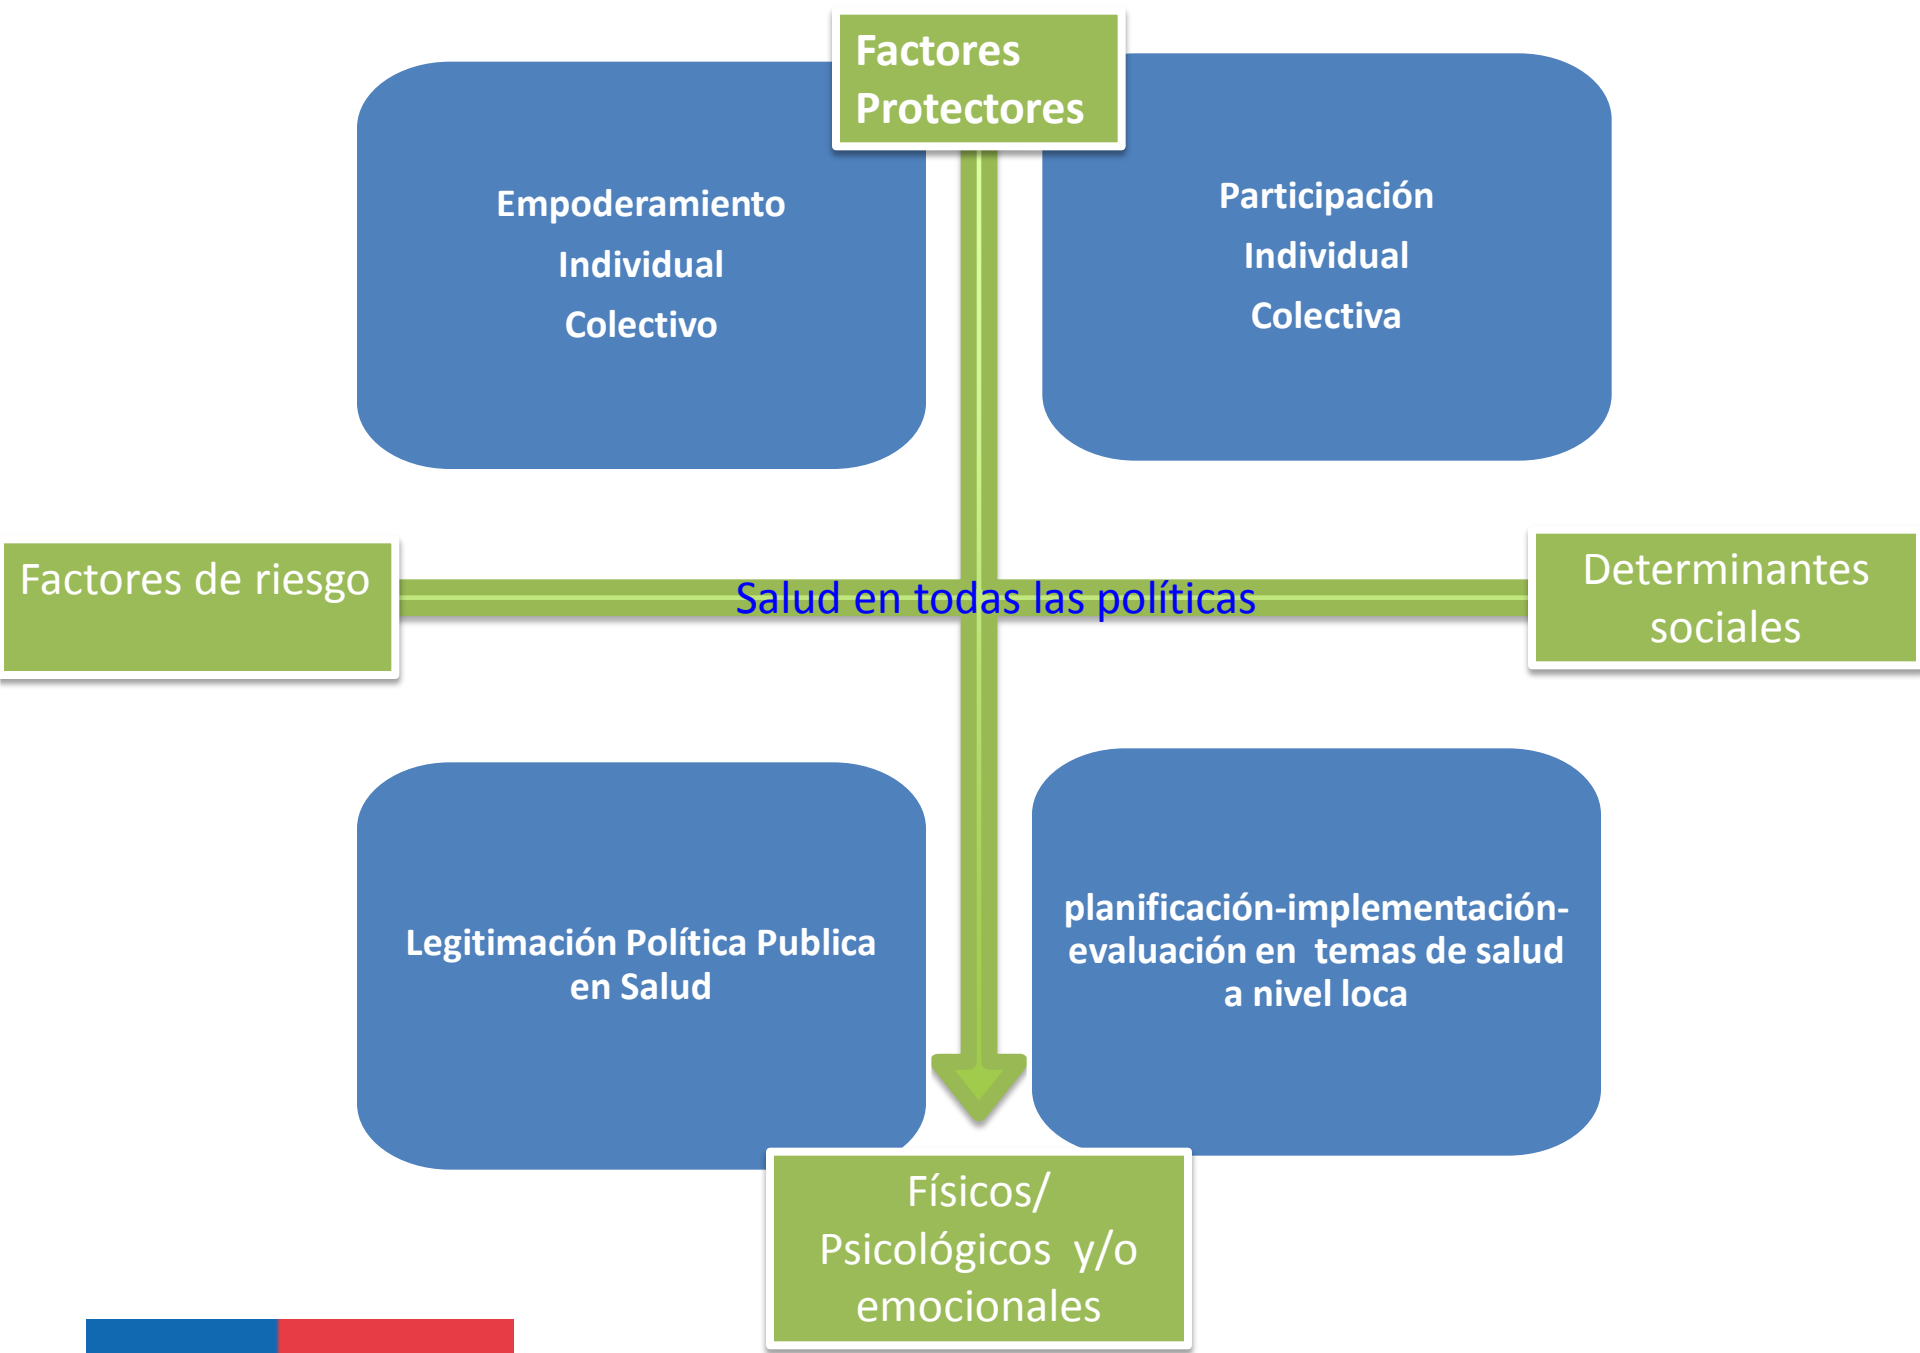 Factores
Protectores
Empoderamiento
Individual
Colectivo
Participación
Individual
Colectiva
Factores de riesgo
Salud en todas las políticas
Determinantes
sociales
Legitimación Política Publica
en Salud
planificación-implementación-
evaluación en  temas de salud
a nivel loca
Físicos/
Psicológicos  y/o
emocionales